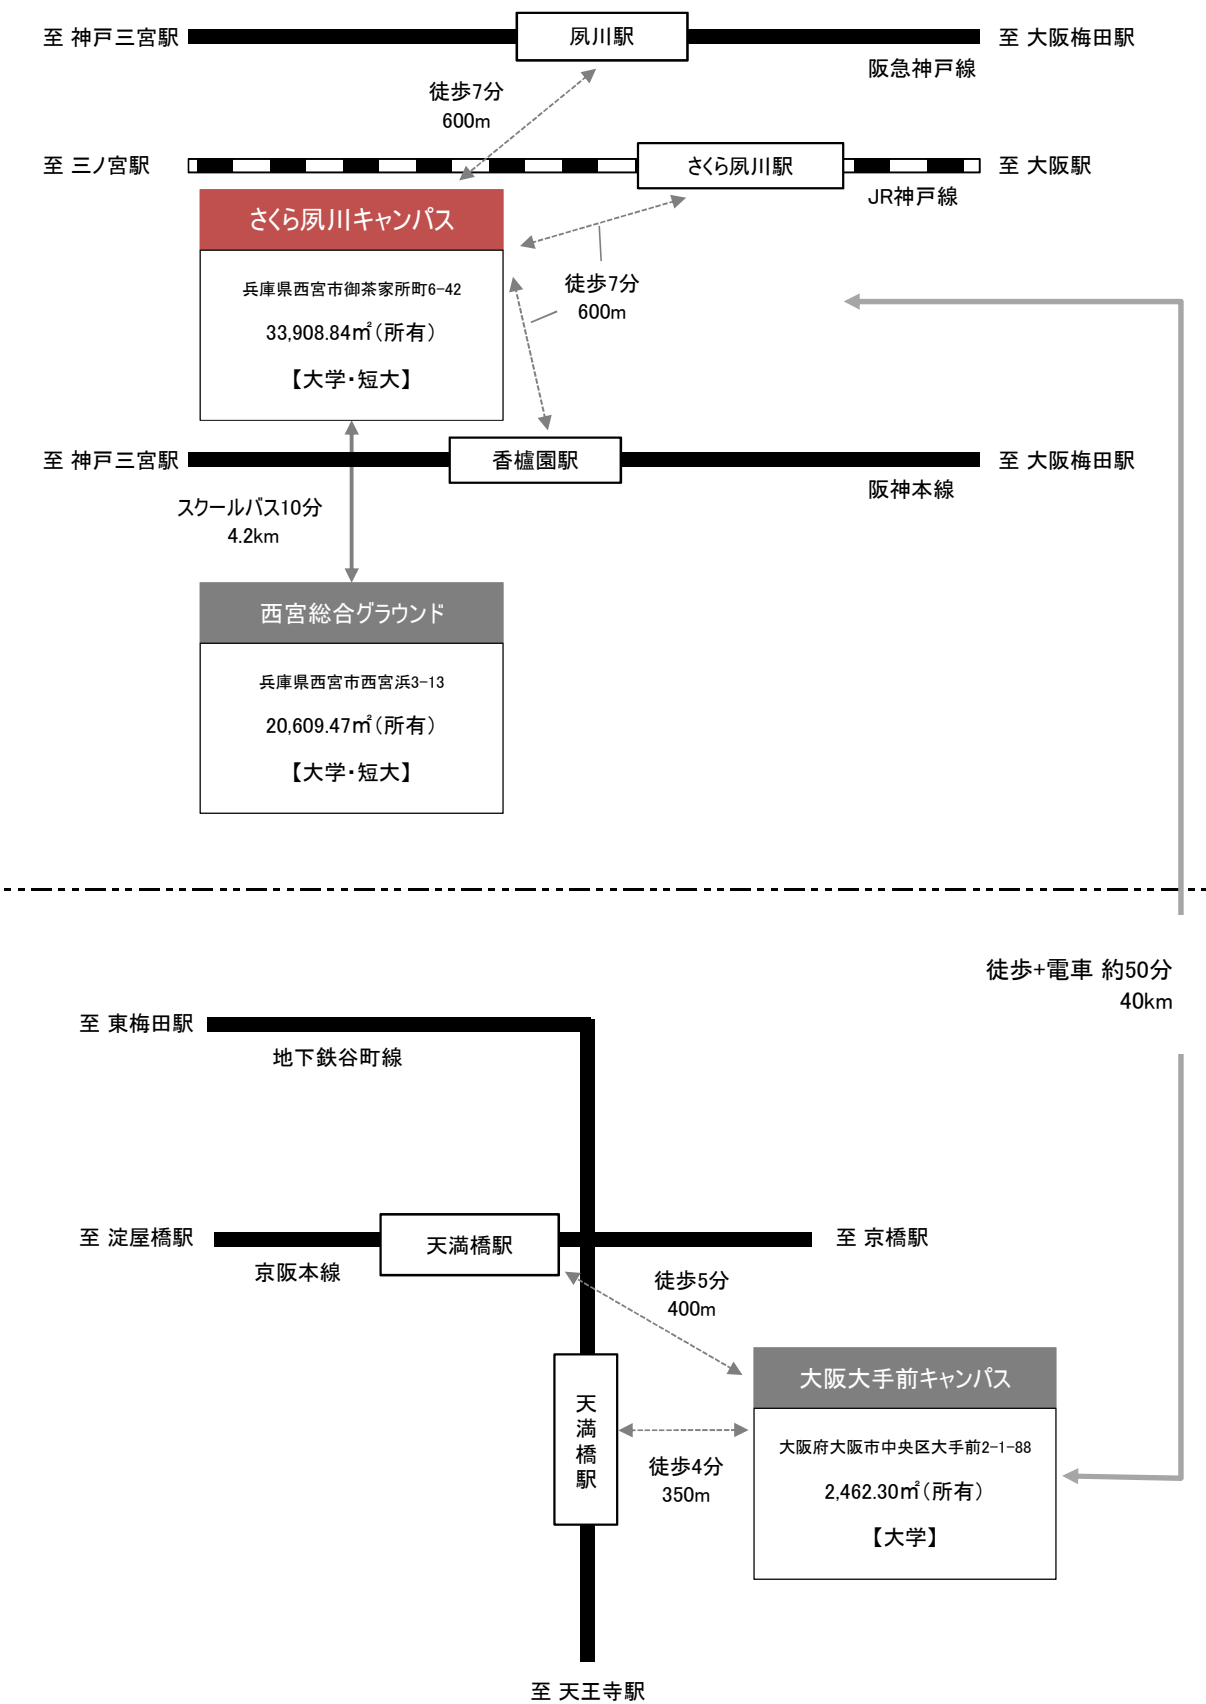 至 神戸三宮駅
夙川駅
至 大阪梅田駅
阪急神戸線
徒歩7分
600m
至 三ノ宮駅
さくら夙川駅
至 大阪駅
JR神戸線
さくら夙川キャンパス
兵庫県西宮市御茶家所町6-42
33,908.84㎡（所有）
【大学・短大】
徒歩7分
600m
至 神戸三宮駅
香櫨園駅
至 大阪梅田駅
阪神本線
スクールバス10分
4.2km
西宮総合グラウンド
兵庫県西宮市西宮浜3-13
20,609.47㎡（所有）
【大学・短大】
徒歩+電車 約50分
40km
至 東梅田駅
地下鉄谷町線
至 淀屋橋駅
天満橋駅
至 京橋駅
京阪本線
徒歩5分
400m
天満橋駅
徒歩4分
350m
大阪大手前キャンパス
大阪府大阪市中央区大手前2-1-88
2,462.30㎡（所有）
【大学】
至 天王寺駅